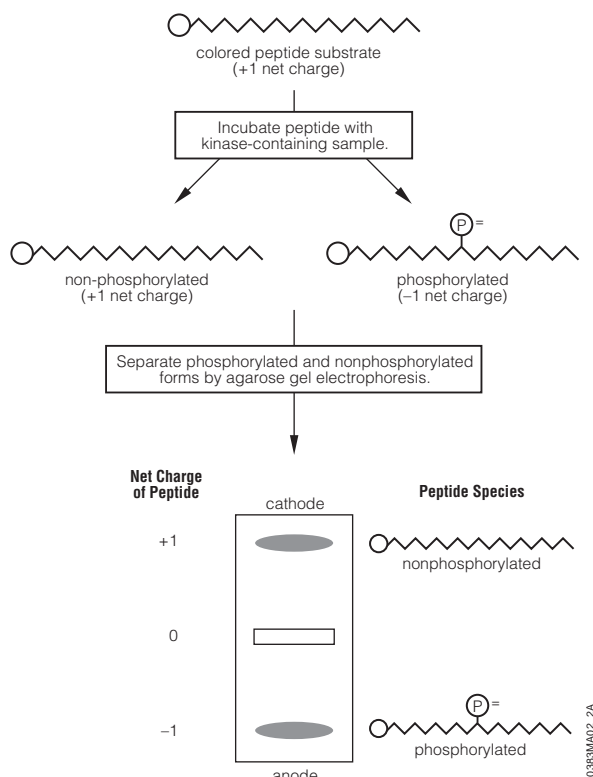 colored peptide substrate
(+1 net charge)
Incubate peptide with
kinase-containing sample.
P =
non-phosphorylated
(+1 net charge)
phosphorylated
(–1 net charge)
Separate phosphorylated and nonphosphorylated
forms by agarose gel electrophoresis.
Net Charge
of Peptide
Peptide Species
cathode
+1
nonphosphorylated
0
P =
–1
phosphorylated
anode
0383MA02_2A